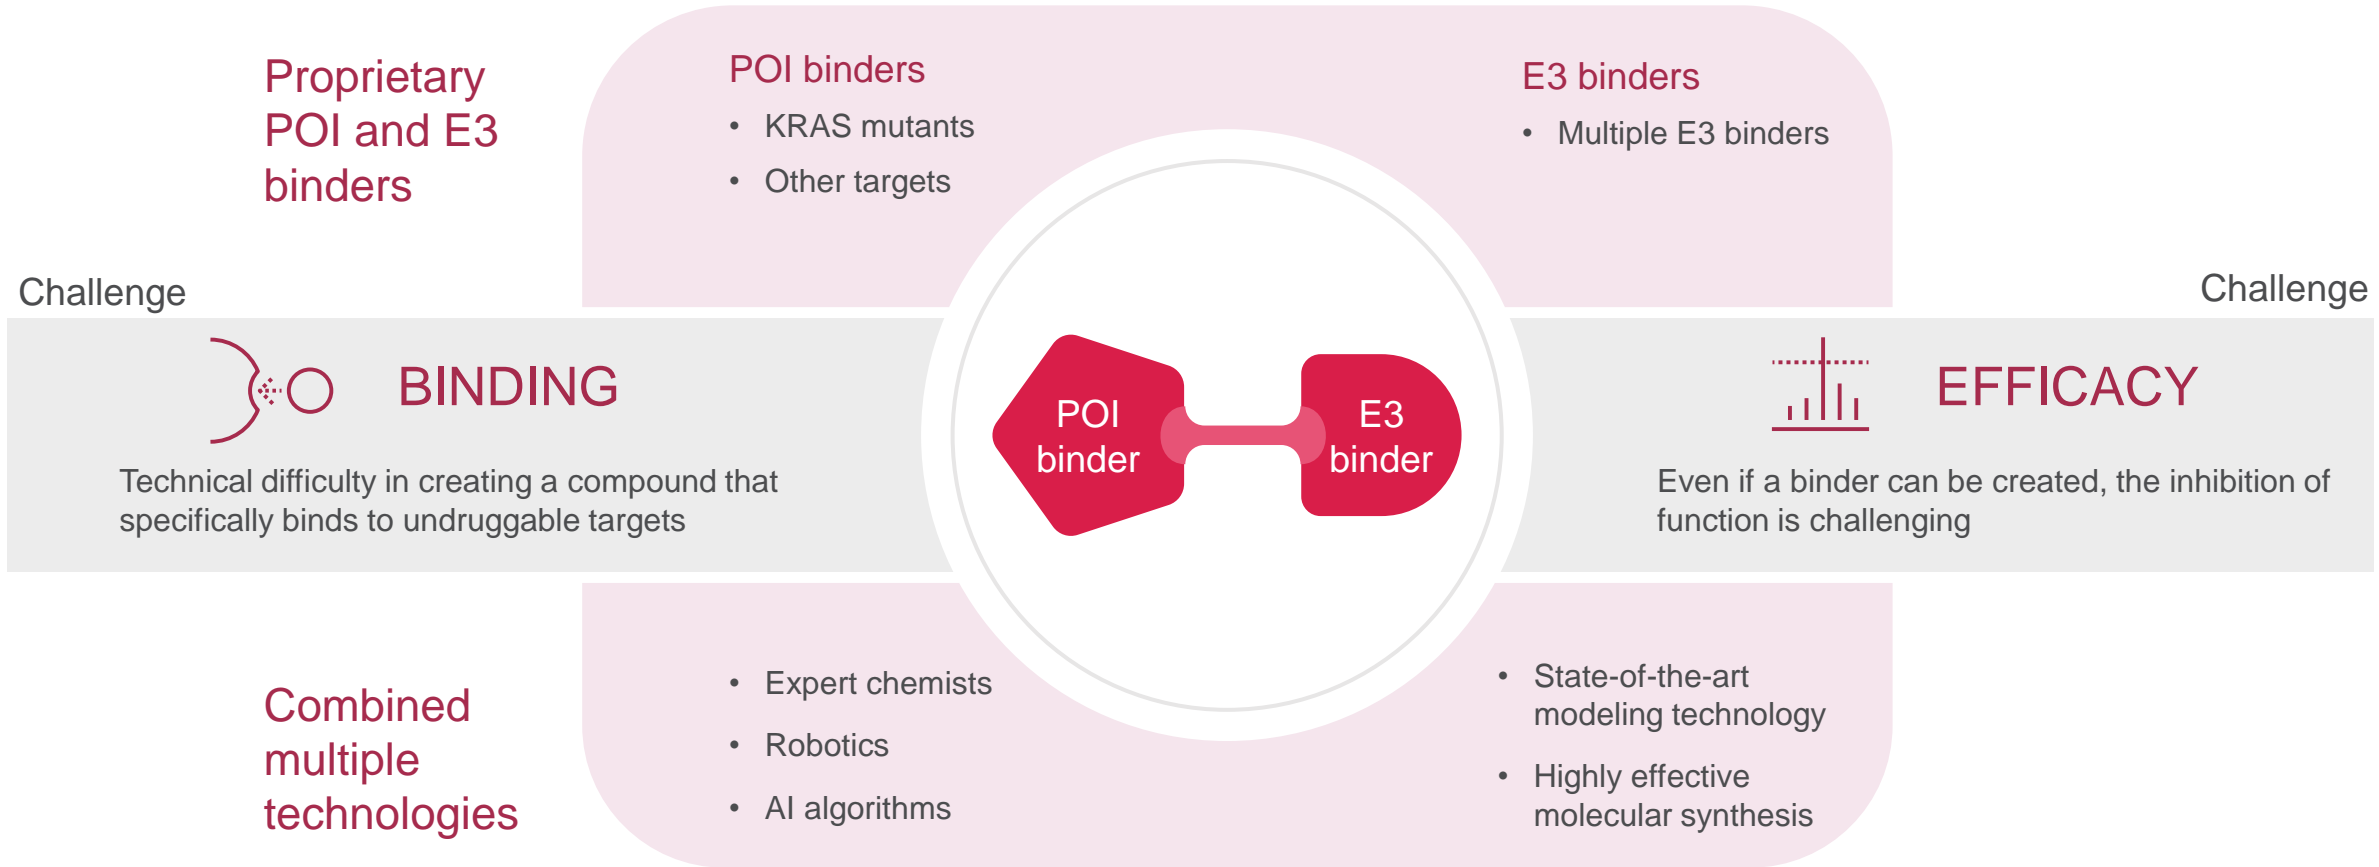 Proprietary
POI and E3
binders
POI binders
• KRAS mutants
• Other targets
E3 binders
• Multiple E3 binders
Challenge
BINDING
Technical difficulty in creating a compound that
specifically binds to undruggable targets
POI
binder
E3
binder
Challenge
EFFICACY
Even if a binder can be created, the inhibition of
function is challenging
Combined
multiple
technologies
• Expert chemists
• Robotics
• AI algorithms
• State-of-the-art
modeling technology
• Highly effective
molecular synthesis